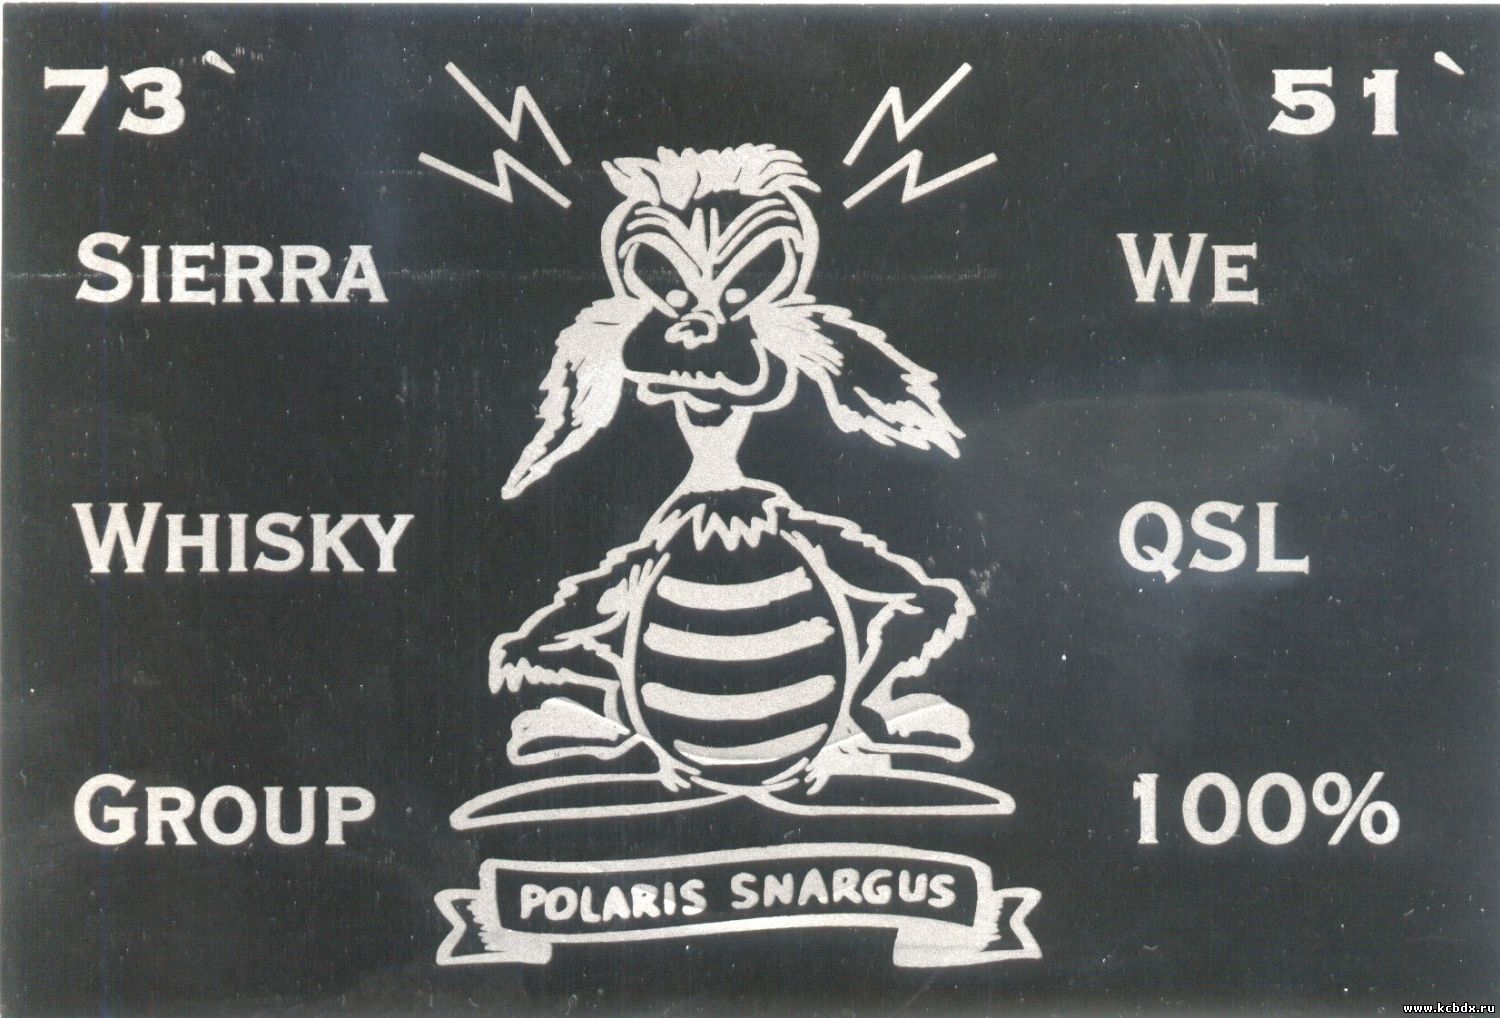 73`
51`
SIERRA
WE
WHISKY
QSL
GROUP
100%
POLARIS SNARGUS
www.kcbdx.ru